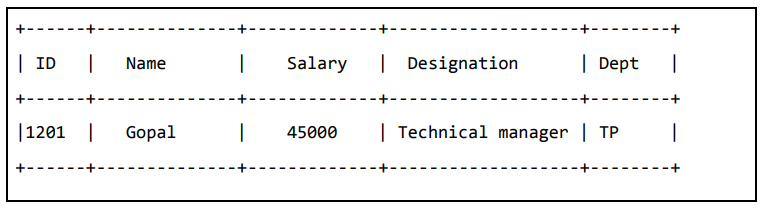 +------+--------------+-------------+-------------------+--------+
| ID   |   Name       |    Salary   |  Designation      | Dept   |
+------+--------------+-------------+-------------------+--------+
|1201  |   Gopal      |    45000    | Technical manager | TP     |
+------+--------------+-------------+-------------------+--------+